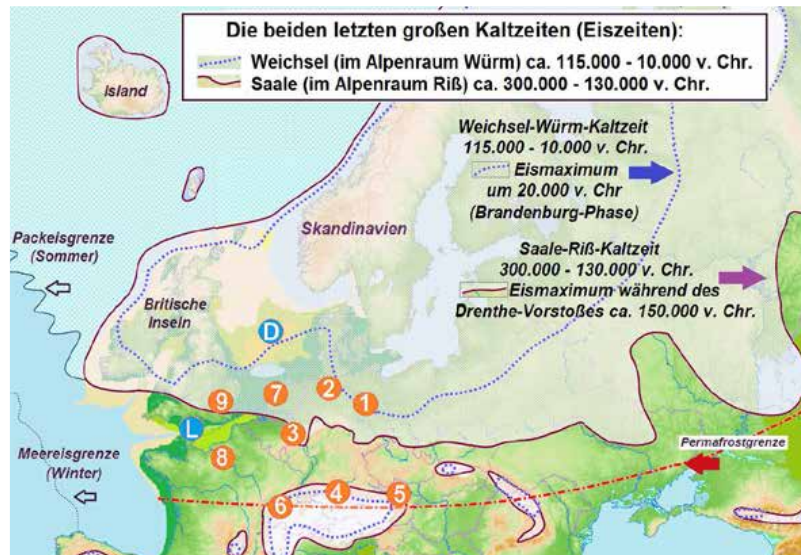 Die beiden letzten großen Kaltzeiten (Eiszeiten):
Weichsel (im Alpenraum Würm) ca. 115.000 - 10.000 v. Chr.
Saale (im Alpenraum Riß) ca. 300.000 - 130.000 v. Chr.
Island
Weichsel-Würm-Kaltzeit
115.000 - 10.000 v. Chr.
Eismaximum
um 20.000 v. Chr
(Brandenburg-Phase)
Skandinavien
Packeisgrenze
(Sommer)
Saale-Riß-Kaltzeit
300.000 - 130.000 v. Chr.
Eismaximum während des
Drenthe-Vorstoßes ca. 150.000 v. Chr.
Britische
Inseln
D
7
2
1
9
L
3
8
Permafrostgrenze
Meereisgrenze
(Winter)
6
4
5